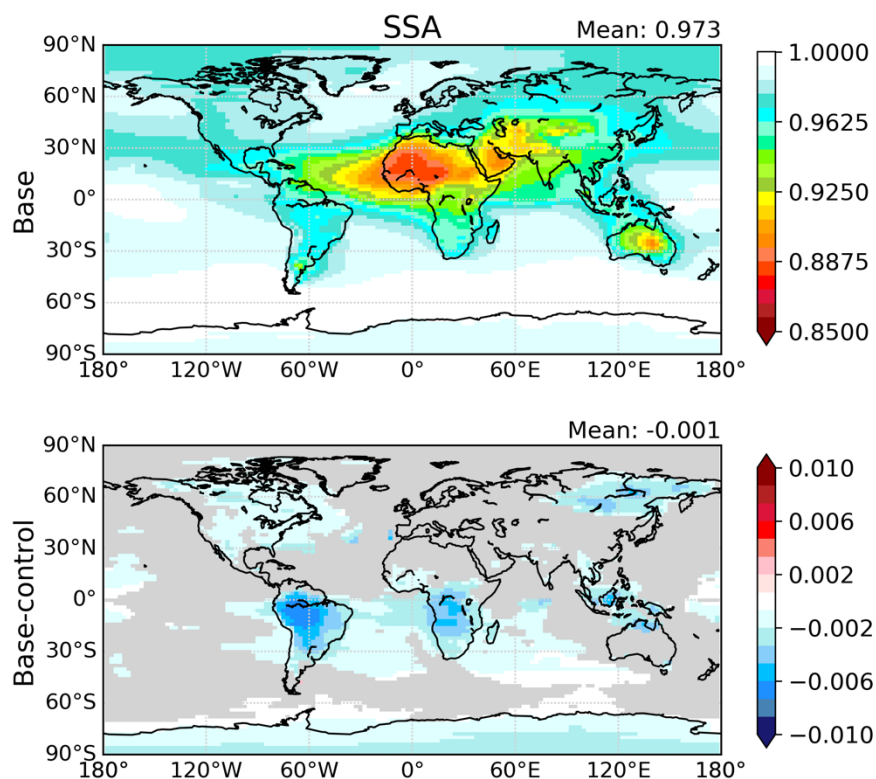 SSA
Mean: 0.973
90°N
60°N
30°N
0°
30°S
60°S
90°S
Base
180°
120°W
60°W
0°
60°E
120°E
180°
1.0000
0.9625
0.9250
0.8875
0.8500
Mean: -0.001
90°N
60°N
30°N
0°
30°S
60°S
90°S
Base-control
180°
120°W
60°W
0°
60°E
120°E
180°
0.010
0.006
0.002
−0.002
−0.006
−0.010